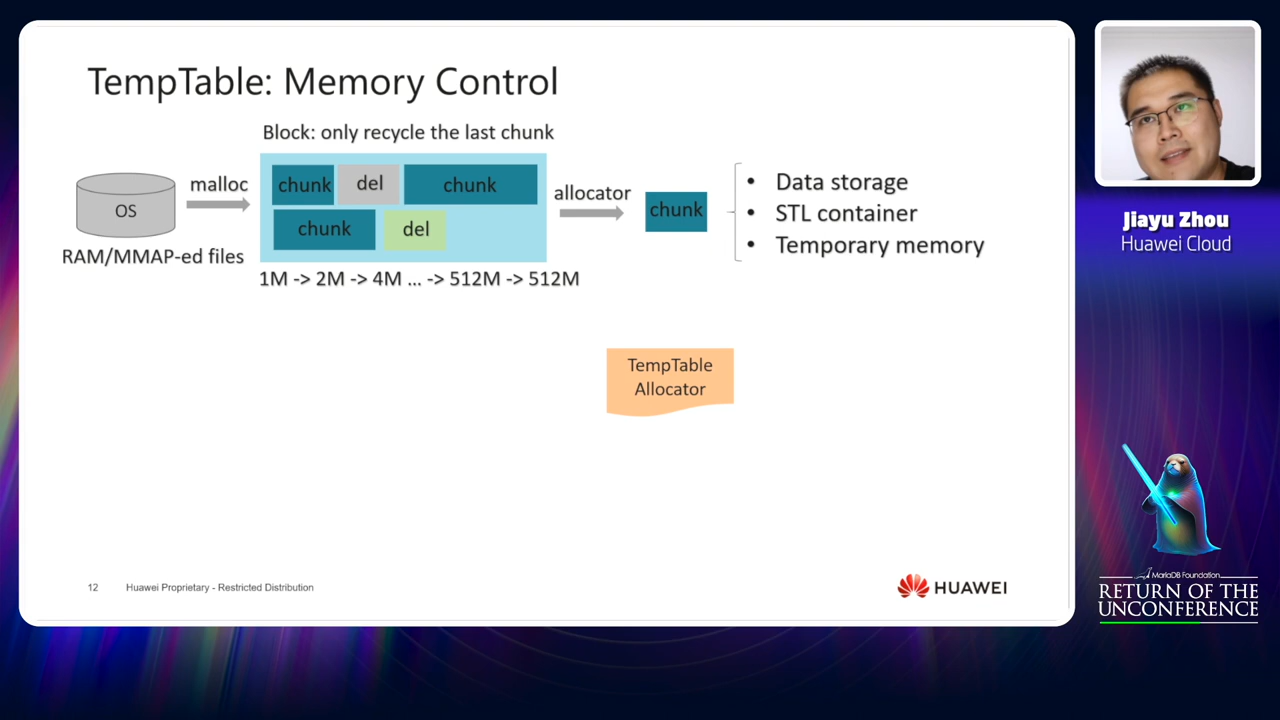 TempTable: Memory Control
Block: only recycle the last chunk
OS
RAM/MMAP-ed files
malloc
chunk
del
chunk
chunk
del
1M -> 2M -> 4M ... -> 512M -> 512M
allocator
chunk
• Data storage
• STL container
• Temporary memory
TempTable
Allocator
12
Huawei Proprietary - Restricted Distribution
HUAWEI
Jiayu Zhou
Huawei Cloud
MariaDB Foundation
RETURN OF THE
UNCONFERENCE